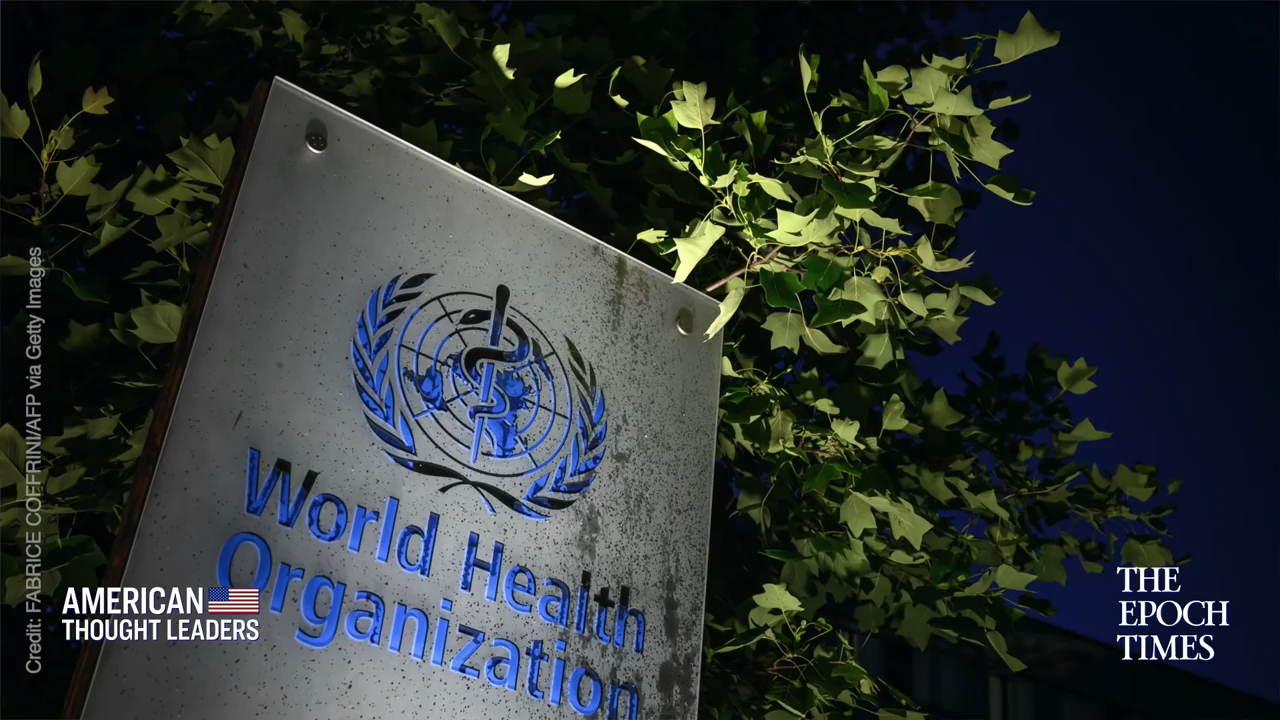 World Health
Organization
Credit: FABRICE COFFRINI/AFP via Getty Images
AMERICAN
THOUGHT LEADERS
THE
EPOCH
TIMES